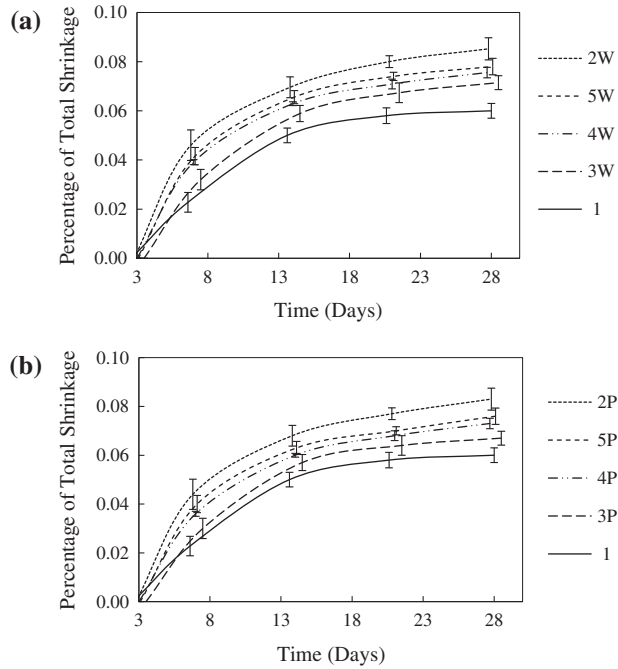 (a)
Percentage of Total Shrinkage
0.10
0.08
0.06
0.04
0.02
0.00
3 8 13 18 23 28
Time (Days)
2W
5W
4W
3W
1
(b)
Percentage of Total Shrinkage
0.10
0.08
0.06
0.04
0.02
0.00
3 8 13 18 23 28
Time (Days)
2P
5P
4P
3P
1